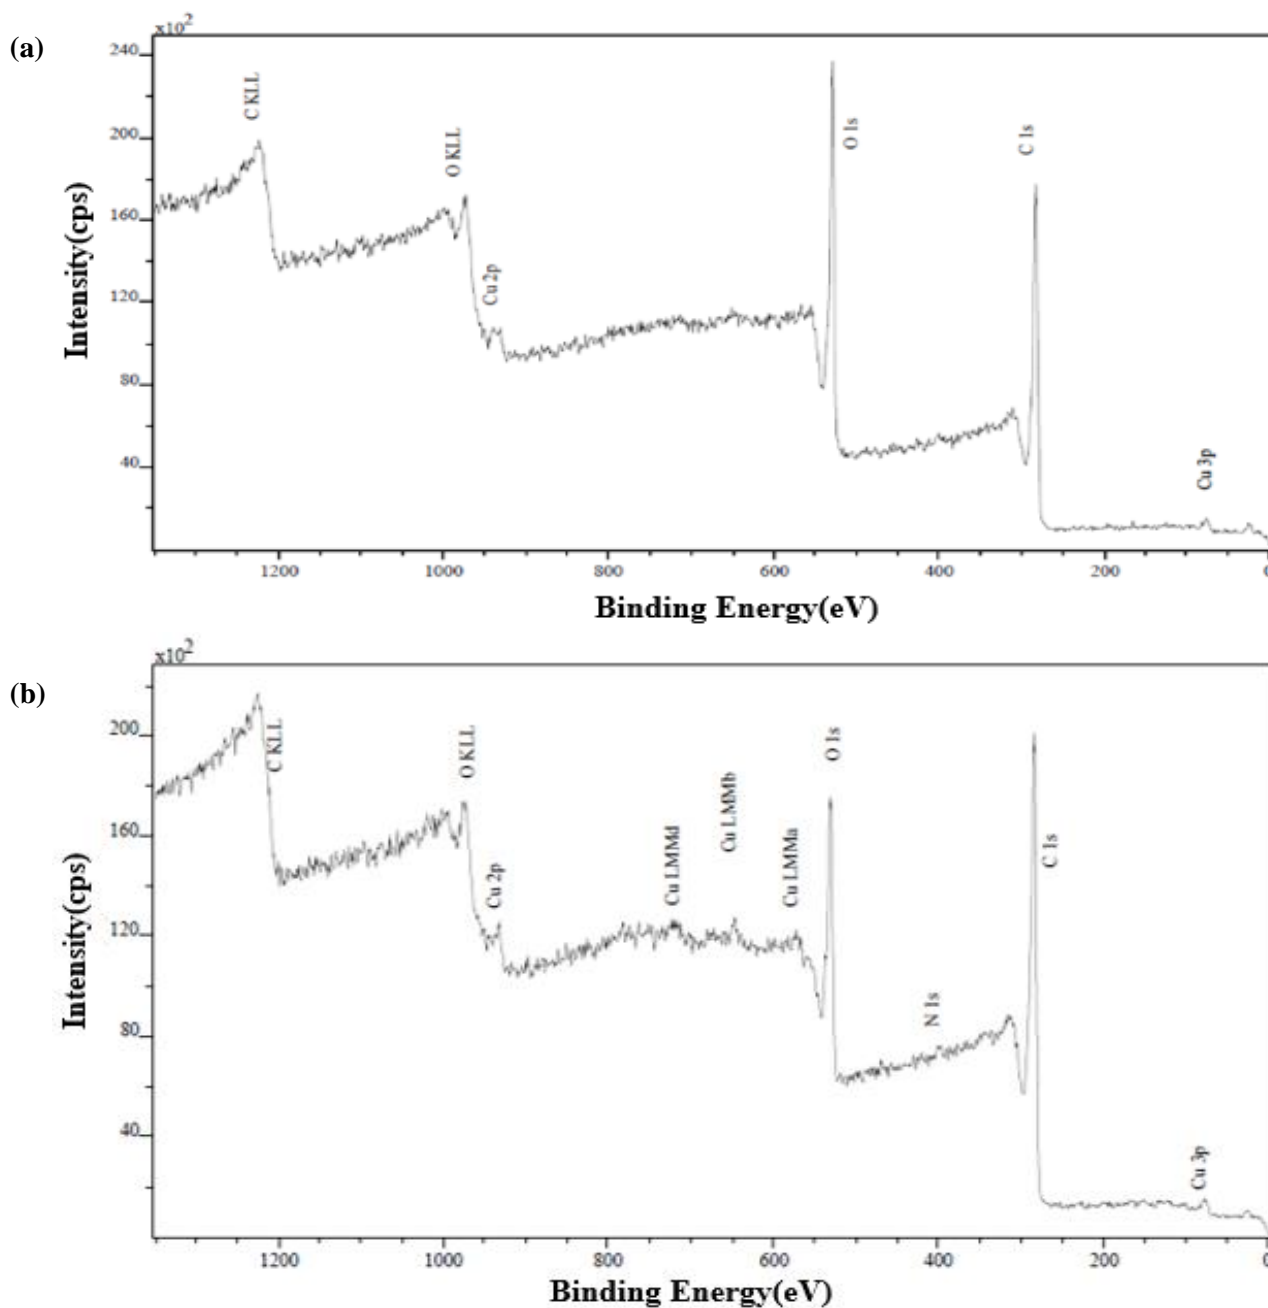 (a)
x10²
240
200
160
120
80
40
C KLL
O KLL
Cu 2p
O 1s
C 1s
Cu 3p
Intensity(cps)
1200 1000 800 600 400 200 0
Binding Energy(eV)
(b)
x10²
200
160
120
80
40
C KLL
O KLL
Cu 2p
Cu LMMd
Cu LMMb
Cu LMMa
O 1s
N 1s
C 1s
Cu 3p
Intensity(cps)
1200 1000 800 600 400 200 0
Binding Energy(eV)